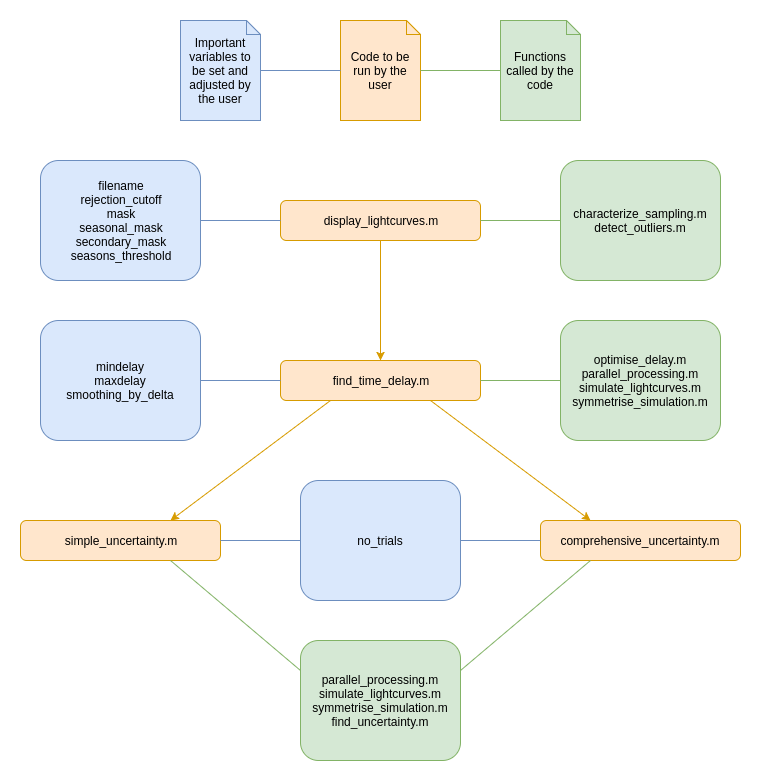 Important
variables to
be set and
adjusted by
the user
Code to be
run by the
user
Functions
called by the
code
filename
rejection_cutoff
mask
seasonal_mask
secondary_mask
seasons_threshold
display_lightcurves.m
characterize_sampling.m
detect_outliers.m
mindelay
maxdelay
smoothing_by_delta
find_time_delay.m
optimise_delay.m
parallel_processing.m
simulate_lightcurves.m
symmetrise_simulation.m
simple_uncertainty.m
no_trials
comprehensive_uncertainty.m
parallel_processing.m
simulate_lightcurves.m
symmetrise_simulation.m
find_uncertainty.m